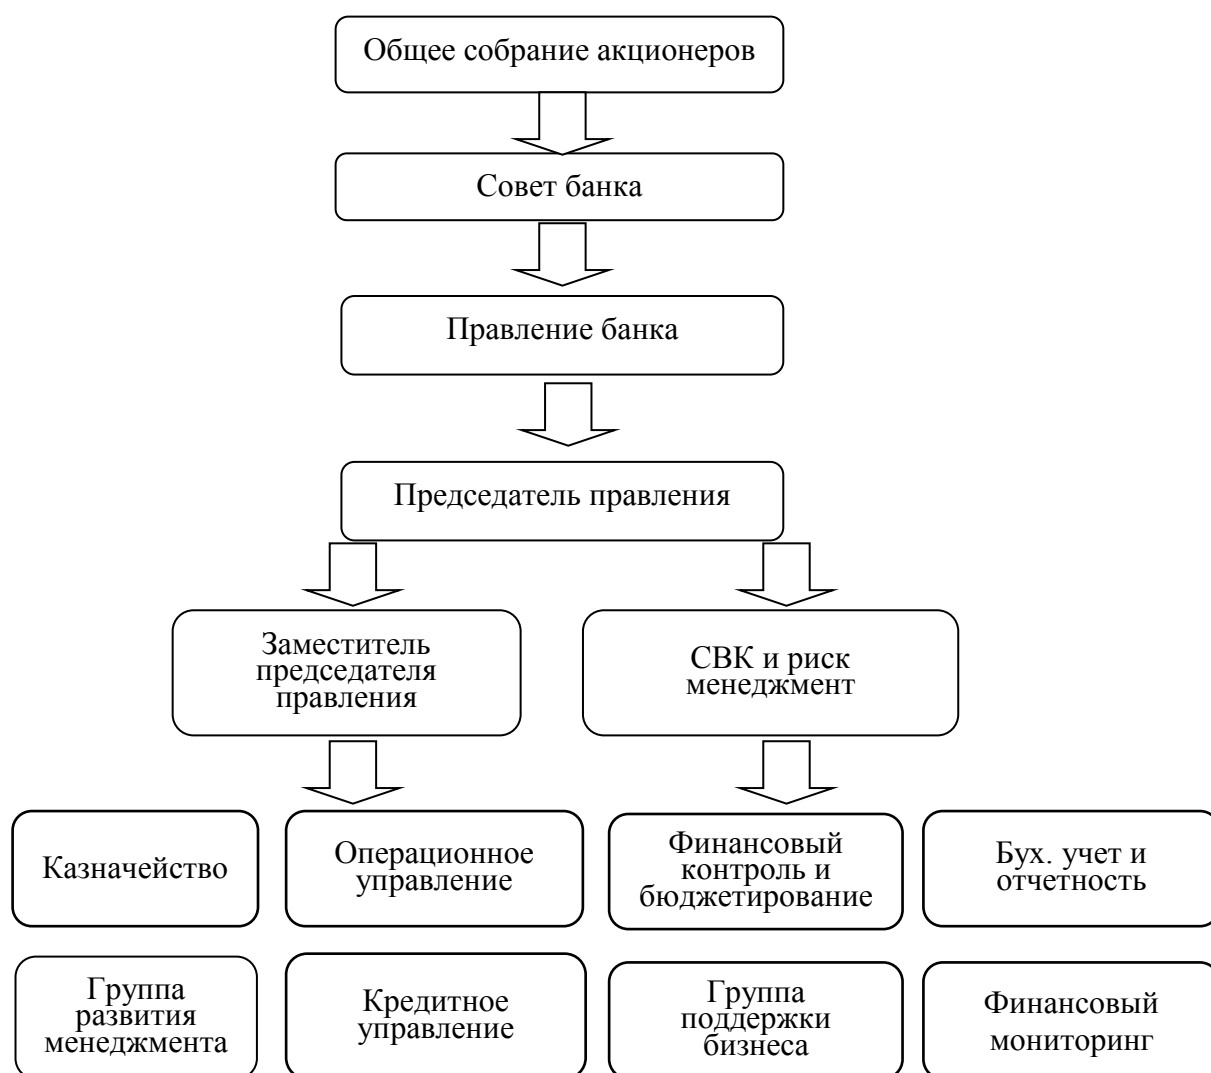 Общее собрание акционеров
Совет банка
Правление банка
Председатель правления
Заместитель
председателя
правления
СВК и риск
менеджмент
Казначейство
Операционное
управление
Финансовый
контроль и
бюджетирование
Бух. учет и
отчетность
Группа
развития
менеджмента
Кредитное
управление
Группа
поддержки
бизнеса
Финансовый
мониторинг